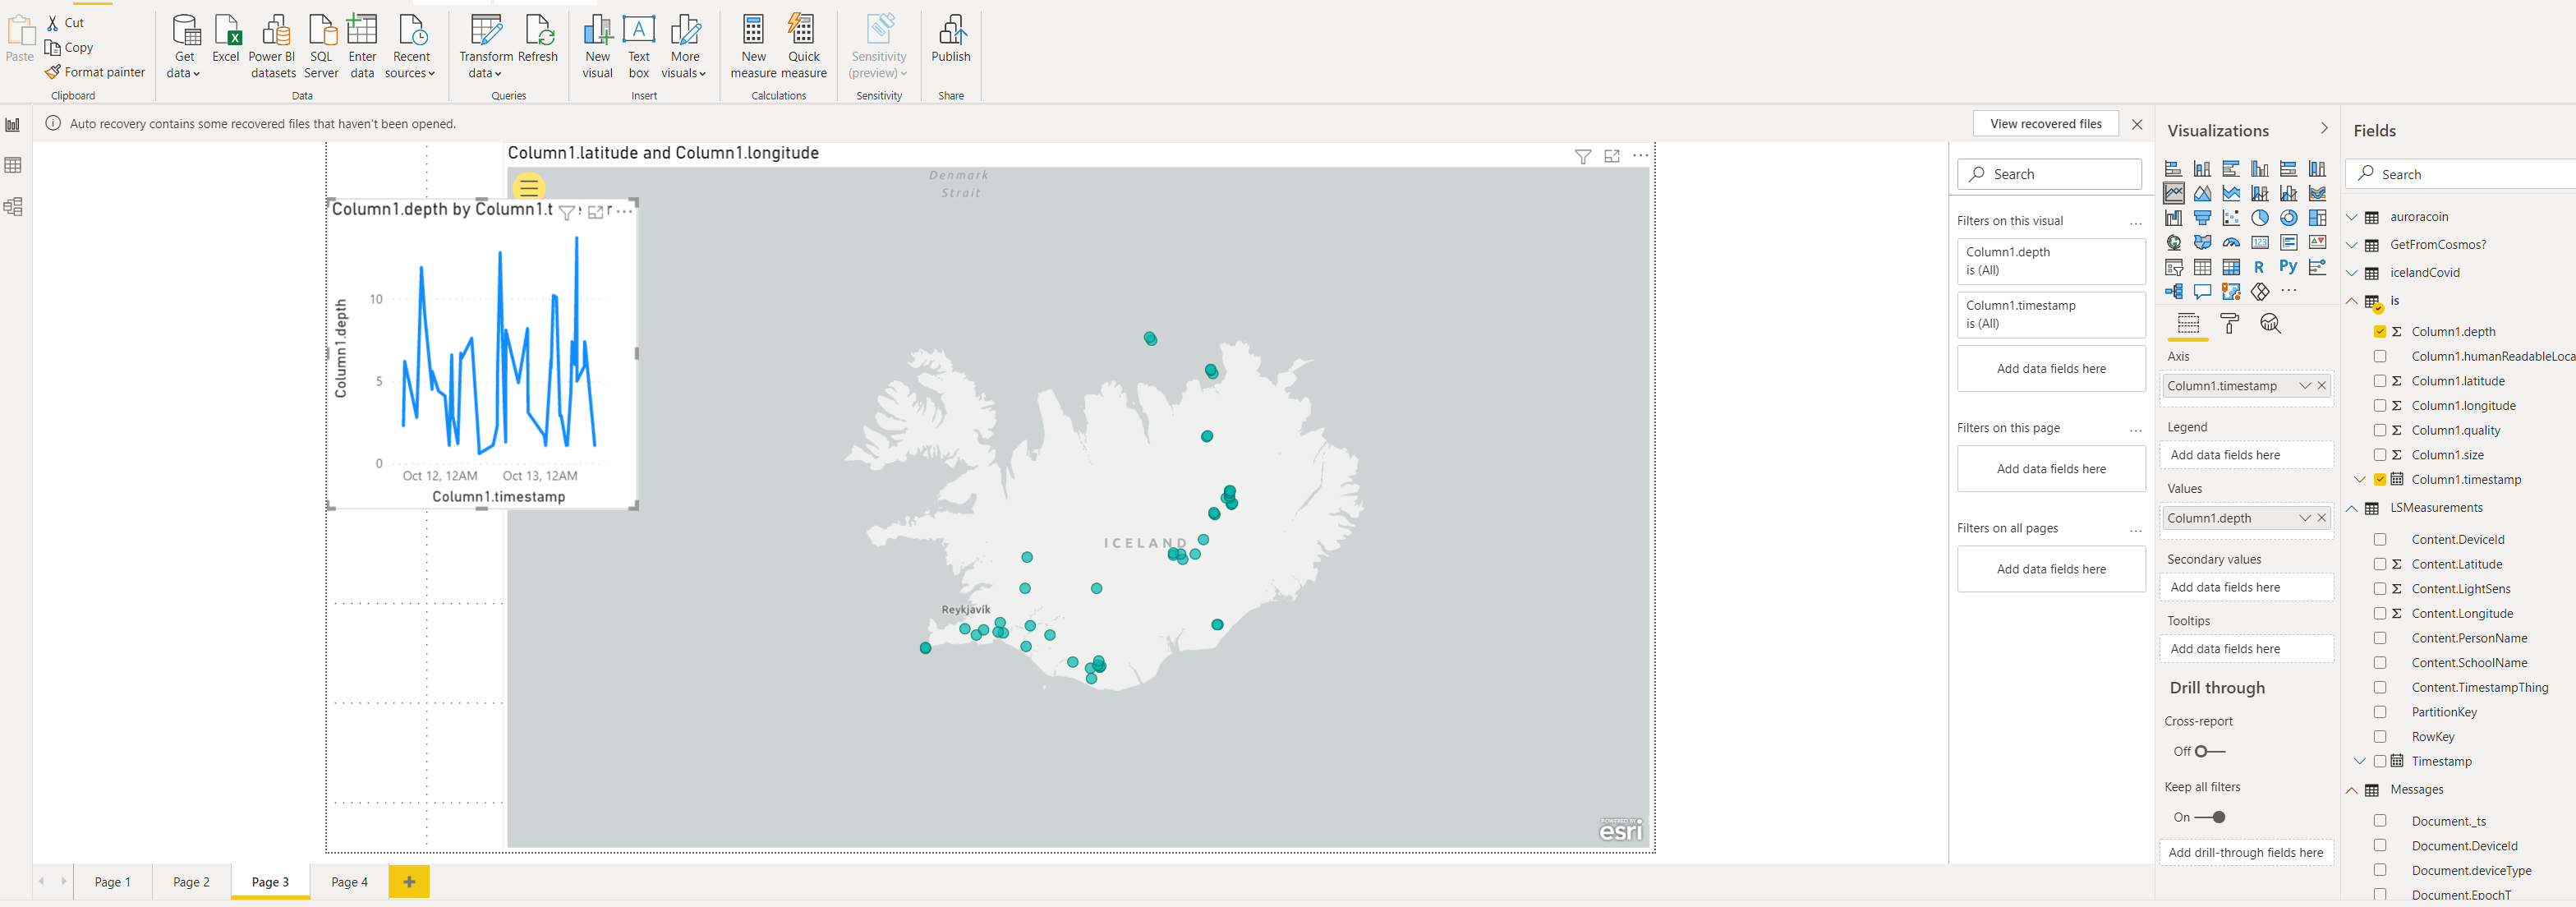 Paste
Cut
Copy
Format painter
Clipboard
Get data
Excel
Power BI datasets
SQL Server
Enter data
Recent sources
Data
Transform data
Refresh
Queries
New visual
Text box
More visuals
Insert
New measure
Quick measure
Calculations
Sensitivity (preview)
Sensitivity
Publish
Share
Auto recovery contains some recovered files that haven't been opened.
View recovered files
Column1.latitude and Column1.longitude
Denmark
Strait
Column1.depth by Column1.t
Column1.depth
10
5
0
Oct 12, 12AM
Oct 13, 12AM
Column1.timestamp
ICELAND
Reykjavík
POWERED BY
esri
Page 1
Page 2
Page 3
Page 4
Search
Filters on this visual
Column1.depth
is (All)
Column1.timestamp
is (All)
Add data fields here
Filters on this page
Add data fields here
Filters on all pages
Add data fields here
Visualizations
123
R
Py
Axis
Column1.timestamp
Legend
Add data fields here
Values
Column1.depth
Secondary values
Add data fields here
Tooltips
Add data fields here
Drill through
Cross-report
Off
Keep all filters
On
Add drill-through fields here
Fields
Search
auroracoin
GetFromCosmos?
icelandCovid
is
Σ Column1.depth
Column1.humanReadableLoca
Σ Column1.latitude
Σ Column1.longitude
Σ Column1.quality
Σ Column1.size
Column1.timestamp
LSMeasurements
Content.DeviceId
Σ Content.Latitude
Σ Content.LightSens
Σ Content.Longitude
Content.PersonName
Content.SchoolName
Content.TimestampThing
PartitionKey
RowKey
Timestamp
Messages
Document._ts
Document.DeviceId
Document.deviceType
Document.EpochT